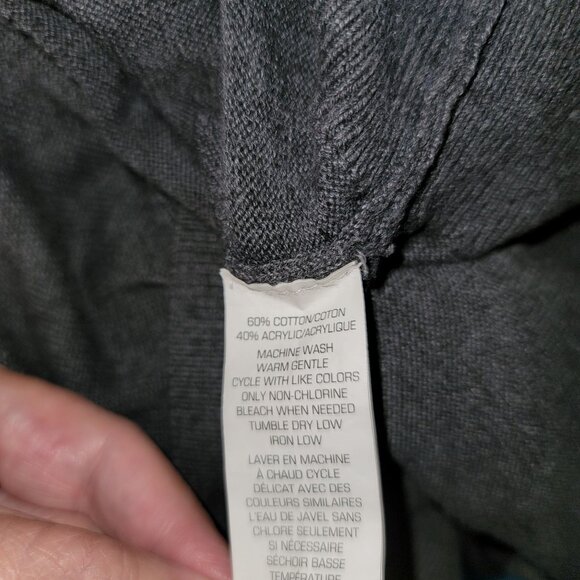 60% COTTON/COTON
40% ACRYLIC/ACRYLIQUE
MACHINE WASH
WARM GENTLE
CYCLE WITH LIKE COLORS
ONLY NON-CHLORINE
BLEACH WHEN NEEDED
TUMBLE DRY LOW
IRON LOW
LAVER EN MACHINE
À CHAUD CYCLE
DÉLICAT AVEC DES
COULEURS SIMILAIRES
L'EAU DE JAVEL SANS
CHLORE SEULEMENT
SI NÉCESSAIRE
SÉCHOIR BASSE
TEMPÉRATURE